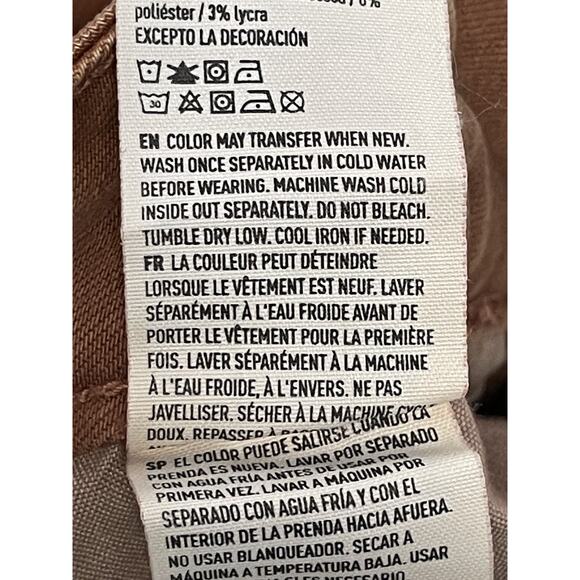 poliéster / 3% lycra
EXCEPTO LA DECORACIÓN
30
EN COLOR MAY TRANSFER WHEN NEW.
WASH ONCE SEPARATELY IN COLD WATER
BEFORE WEARING. MACHINE WASH COLD
INSIDE OUT SEPARATELY. DO NOT BLEACH.
TUMBLE DRY LOW. COOL IRON IF NEEDED.
FR LA COULEUR PEUT DÉTEINDRE
LORSQUE LE VÊTEMENT EST NEUF. LAVER
SÉPARÉMENT À L'EAU FROIDE AVANT DE
PORTER LE VÊTEMENT POUR LA PREMIÈRE
FOIS. LAVER SÉPARÉMENT À LA MACHINE
À L'EAU FROIDE, À L'ENVERS. NE PAS
JAVELLISER. SÉCHER À LA MACHINE CYCLE
DOUX. REPASSER À
SP EL COLOR PUEDE SALIRSE CUANDO LA
PRENDA ES NUEVA. LAVAR POR SEPARADO
CON AGUA FRÍA ANTES DE USAR POR
PRIMERA VEZ. LAVAR A MÁQUINA POR
SEPARADO CON AGUA FRÍA Y CON EL
INTERIOR DE LA PRENDA HACIA AFUERA.
NO USAR BLANQUEADOR. SECAR A
MÁQUINA A TEMPERATURA BAJA. USAR